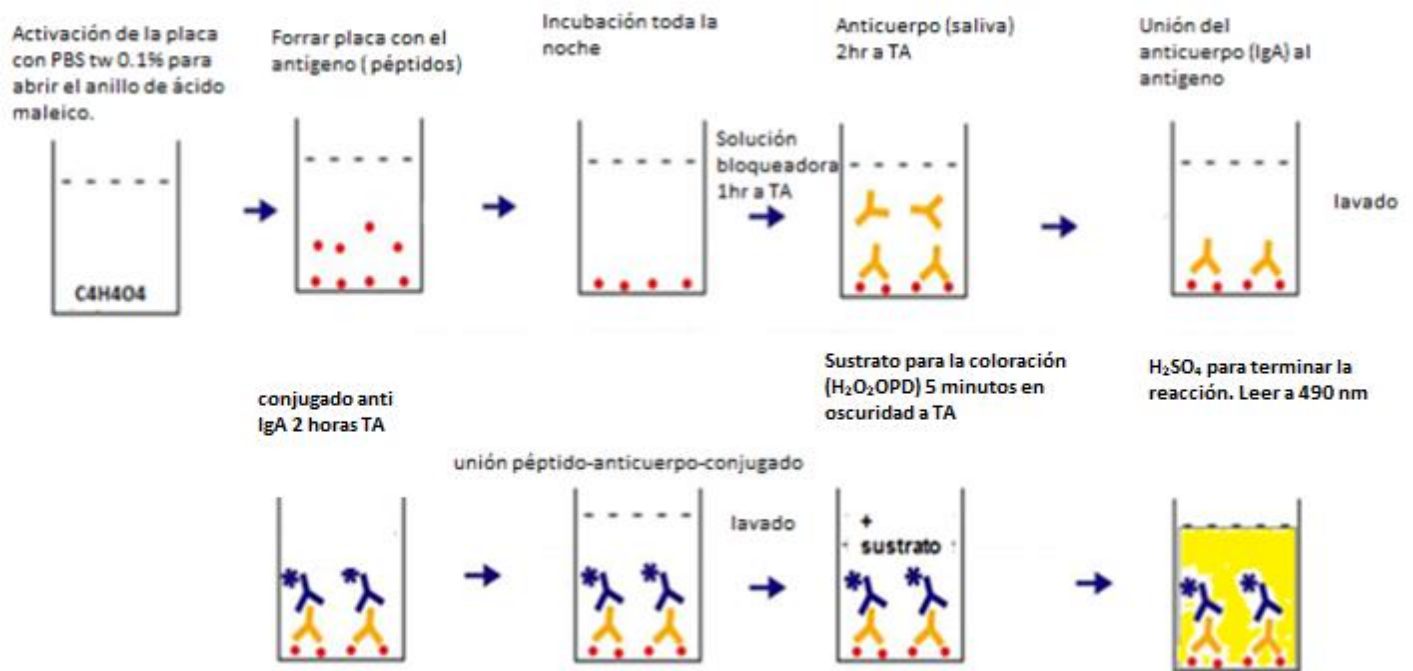 Activación de la placa
con PBS tw 0.1% para
abrir el anillo de ácido
maleico.
C4H4O4
Forrar placa con el
antígeno ( péptidos)
Incubación toda la
noche
Solución
bloqueadora
1hr a TA
Anticuerpo (saliva)
2hr a TA
Unión del
anticuerpo (IgA) al
antígeno
lavado
conjugado anti
IgA 2 horas TA
unión péptido-anticuerpo-conjugado
lavado
Sustrato para la coloración
(H₂O₂OPD) 5 minutos en
oscuridad a TA
+
sustrato
H₂SO₄ para terminar la
reacción. Leer a 490 nm